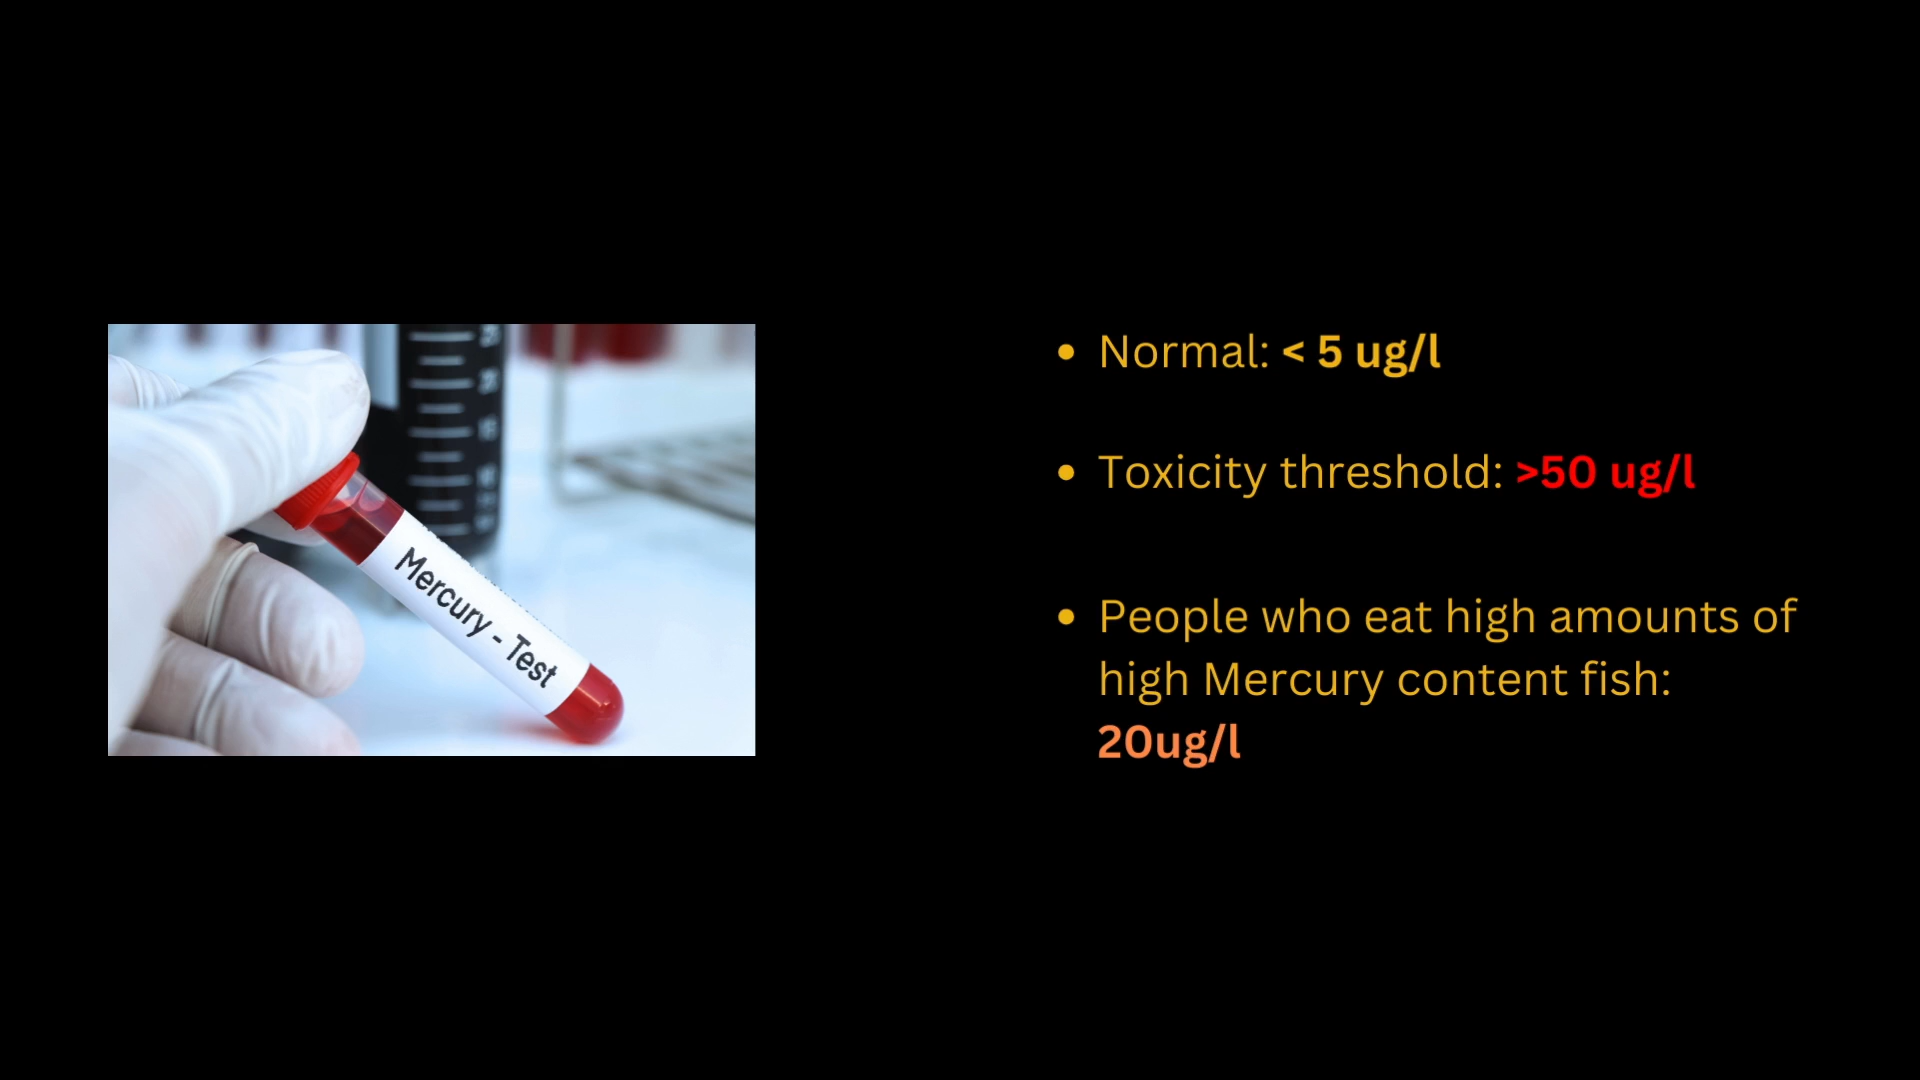 Mercury - Test
Normal: < 5 ug/l
Toxicity threshold: >50 ug/l
People who eat high amounts of
high Mercury content fish:
20ug/l